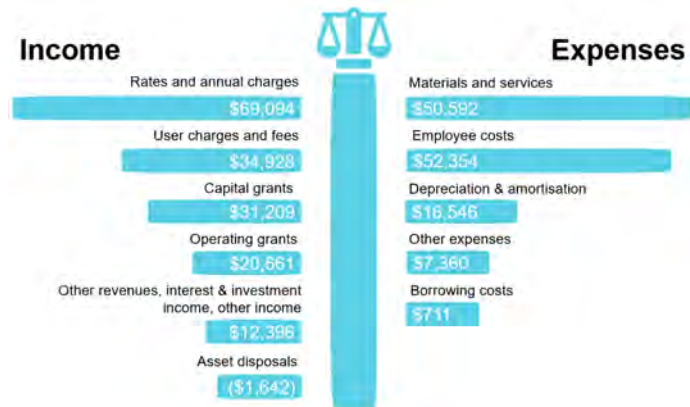 Income
Rates and annual charges
$69,094
User charges and fees
$34,928
Capital grants
$31,209
Operating grants
$20,661
Other revenues, interest & investment
income, other income
$12,396
Asset disposals
($1,642)
Expenses
Materials and services
$50,592
Employee costs
$52,354
Depreciation & amortisation
$16,546
Other expenses
$7,360
Borrowing costs
$711